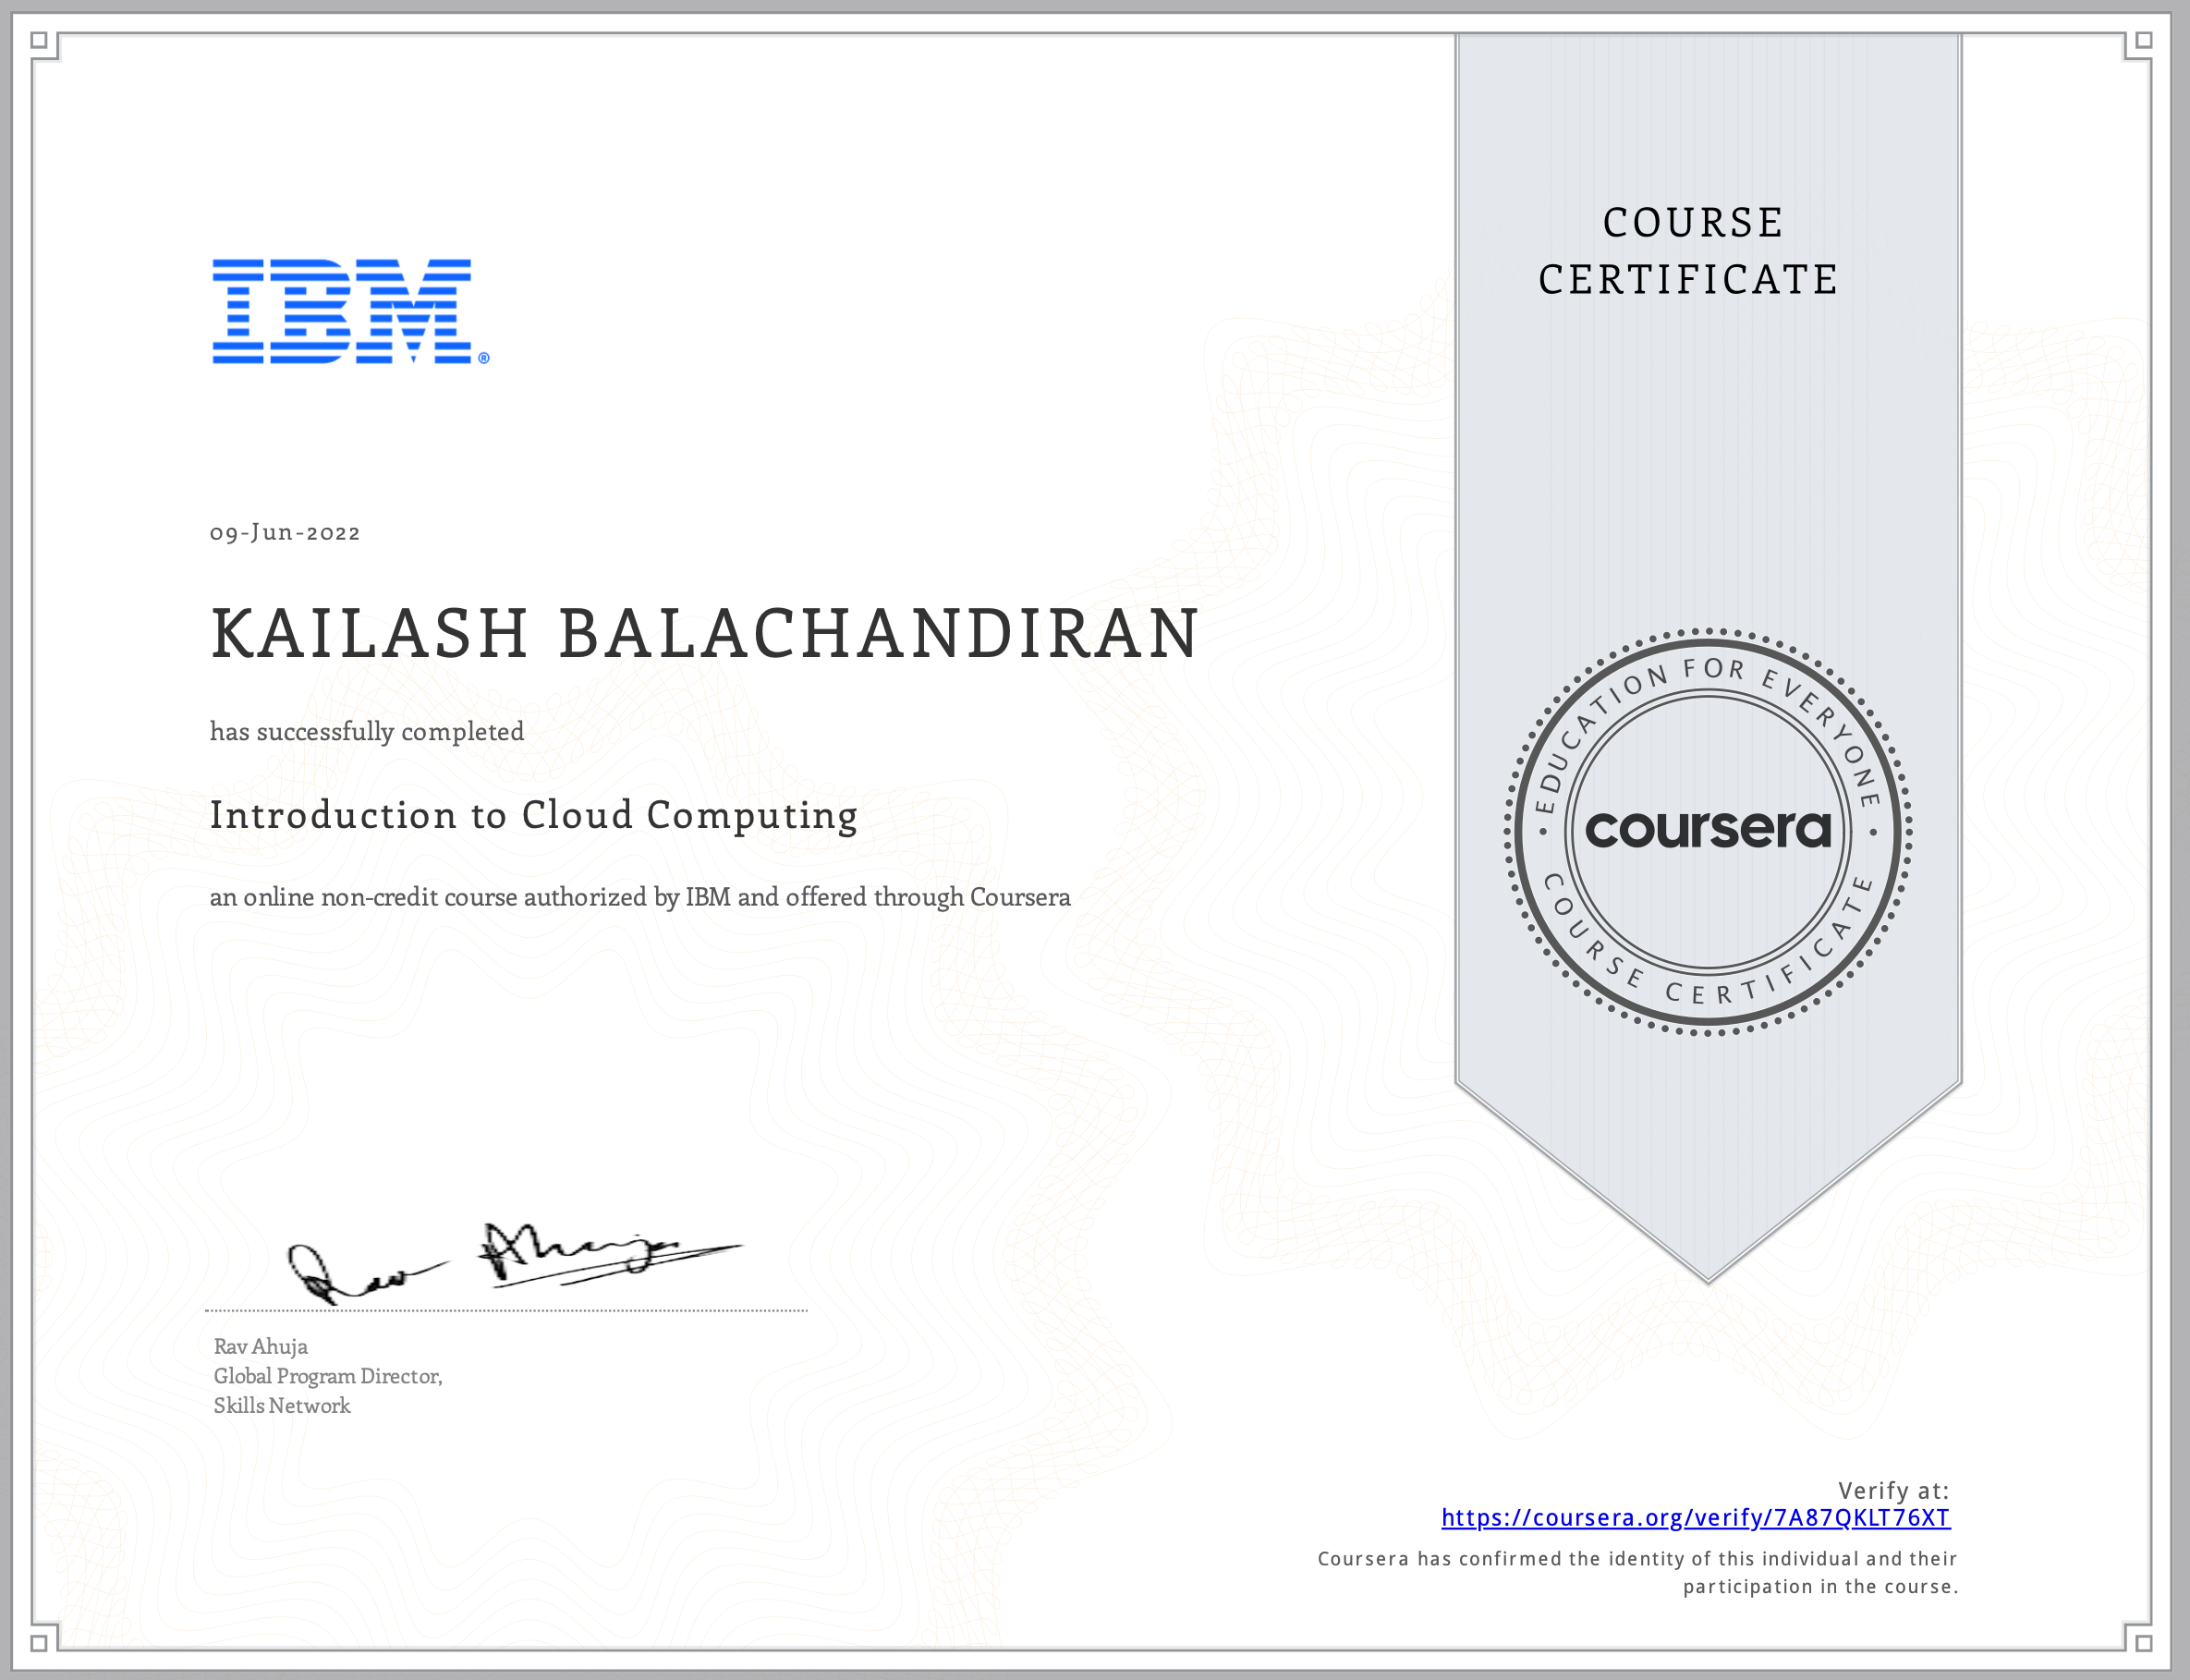 COURSE
CERTIFICATE
IBM®
09-Jun-2022
KAILASH BALACHANDIRAN
has successfully completed
Introduction to Cloud Computing
an online non-credit course authorized by IBM and offered through Coursera
EDUCATION FOR EVERYONE
coursera
COURSE CERTIFICATE
Rav Ahuja
Rav Ahuja
Global Program Director,
Skills Network
Verify at:
https://coursera.org/verify/7A87QKLT76XT
Coursera has confirmed the identity of this individual and their
participation in the course.